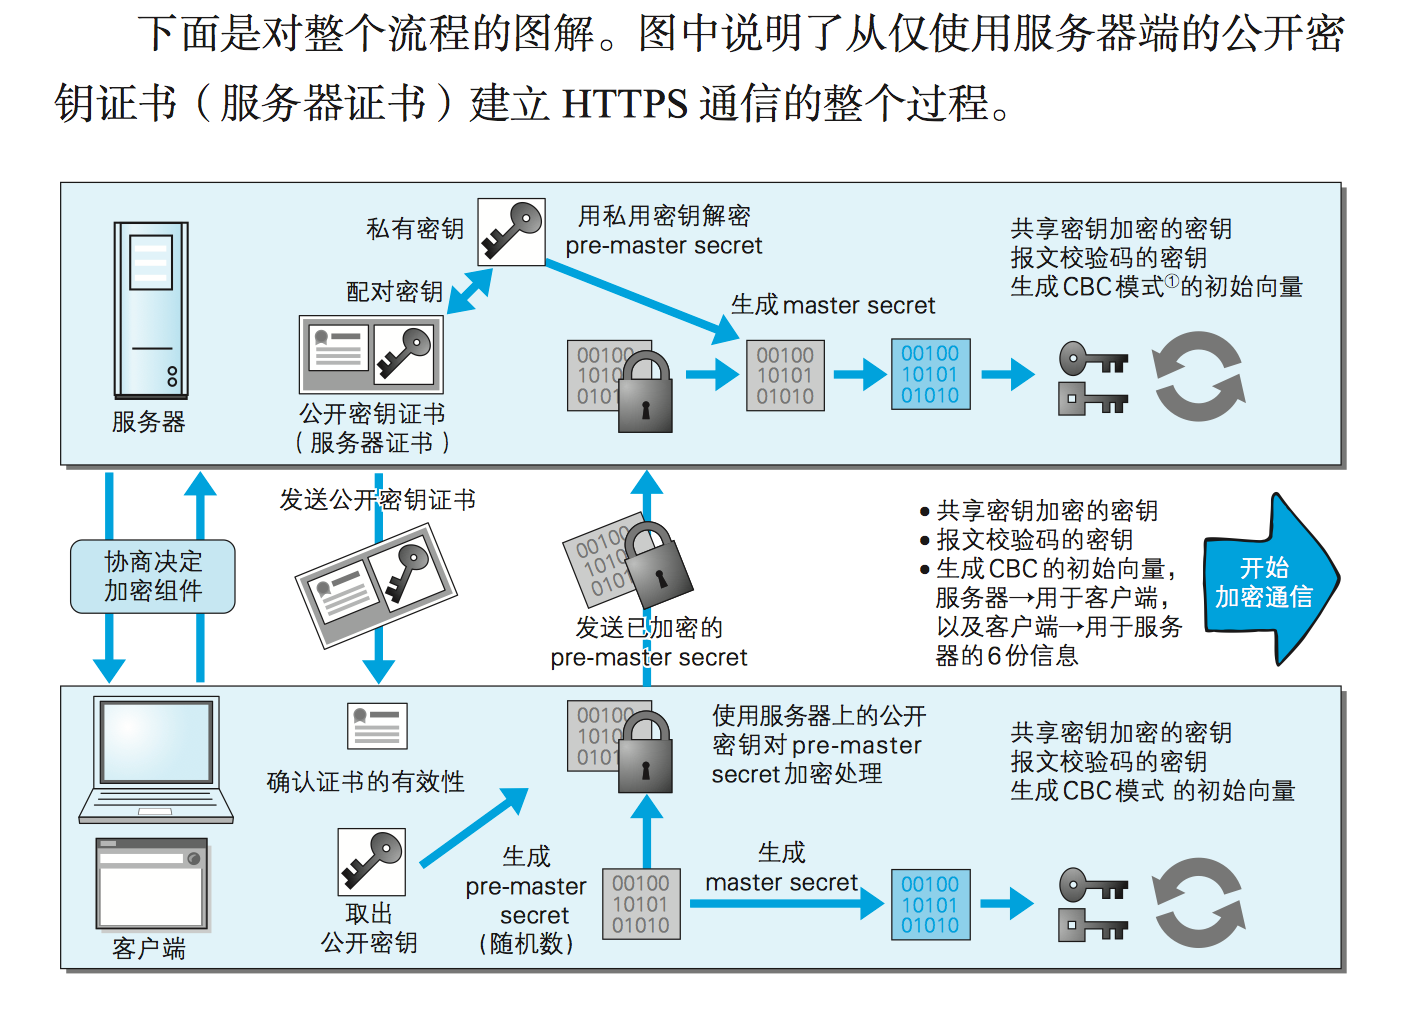 下面是对整个流程的图解。图中说明了从仅使用服务器端的公开密
钥证书（服务器证书）建立 HTTPS 通信的整个过程。
私有密钥
用私用密钥解密
pre-master secret
共享密钥加密的密钥
报文校验码的密钥
生成CBC模式①的初始向量
配对密钥
生成master secret
00100
1010
0101
00100
10101
01010
00100
10101
01010
服务器
公开密钥证书
（服务器证书）
发送公开密钥证书
协商决定
加密组件
00100
1010
0101
发送已加密的
pre-master secret
•共享密钥加密的密钥
•报文校验码的密钥
•生成CBC的初始向量，
服务器→用于客户端，
以及客户端→用于服务
器的6份信息
开始
加密通信
确认证书的有效性
00100
1010
0101
使用服务器上的公开
密钥对pre-master
secret加密处理
共享密钥加密的密钥
报文校验码的密钥
生成CBC模式 的初始向量
取出
公开密钥
生成
pre-master
secret
(随机数)
00100
10101
01010
生成
master secret
00100
10101
01010
客户端